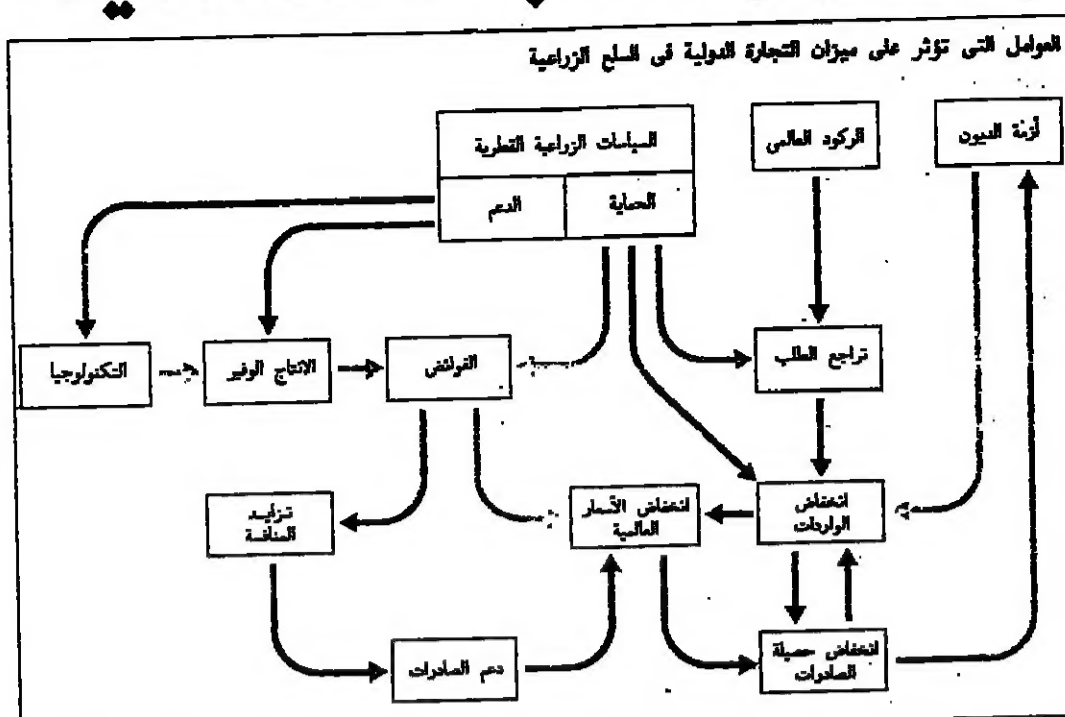 العوامل التى تؤثر على ميزان التجارة الدولية فى السلع الزراعية
أزمة الديون
الركود العالمى
السياسات الزراعية القطرية
الحماية
الدعم
تراجع الطلب
الفوائض
الانتاج الوفير
التكنولوجيا
انخفاض
الواردات
انخفاض الأسعار
العالمية
تزايد
المنافسة
انخفاض حصيلة
الصادرات
دعم الصادرات